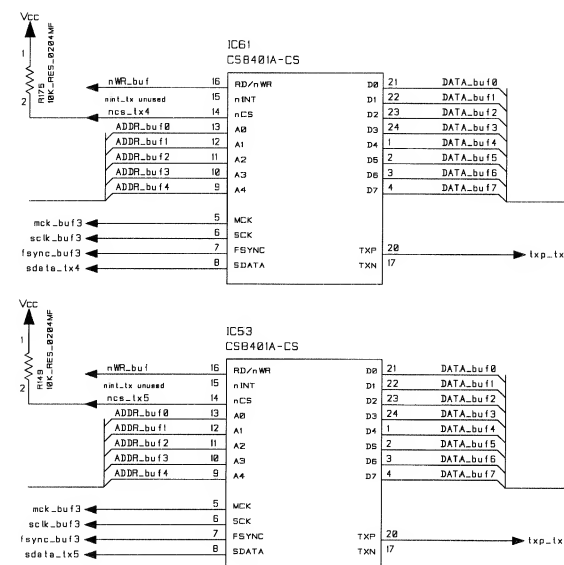 Vcc
IC61
CS8401A-CS
1
R175
10K_RES_0204MF
2
nWR_buf 16 RD/nWR D0 21 DATA_buf0
nint_tx unused 15 nINT D1 22 DATA_buf1
ncs_tx4 14 nCS D2 23 DATA_buf2
ADDR_buf0 13 A0 D3 24 DATA_buf3
ADDR_buf1 12 A1 D4 1 DATA_buf4
ADDR_buf2 11 A2 D5 2 DATA_buf5
ADDR_buf3 10 A3 D6 3 DATA_buf6
ADDR_buf4 9 A4 D7 4 DATA_buf7
mck_buf3 5 MCK
sclk_buf3 6 SCK
fsync_buf3 7 FSYNC TXP 20 txp_tx
sdata_tx4 8 SDATA TXN 17
Vcc
IC53
CS8401A-CS
1
R149
10K_RES_0204MF
2
nWR_buf 16 RD/nWR D0 21 DATA_buf0
nint_tx unused 15 nINT D1 22 DATA_buf1
ncs_tx5 14 nCS D2 23 DATA_buf2
ADDR_buf0 13 A0 D3 24 DATA_buf3
ADDR_buf1 12 A1 D4 1 DATA_buf4
ADDR_buf2 11 A2 D5 2 DATA_buf5
ADDR_buf3 10 A3 D6 3 DATA_buf6
ADDR_buf4 9 A4 D7 4 DATA_buf7
mck_buf3 5 MCK
sclk_buf3 6 SCK
fsync_buf3 7 FSYNC TXP 20 txp_tx
sdata_tx5 8 SDATA TXN 17